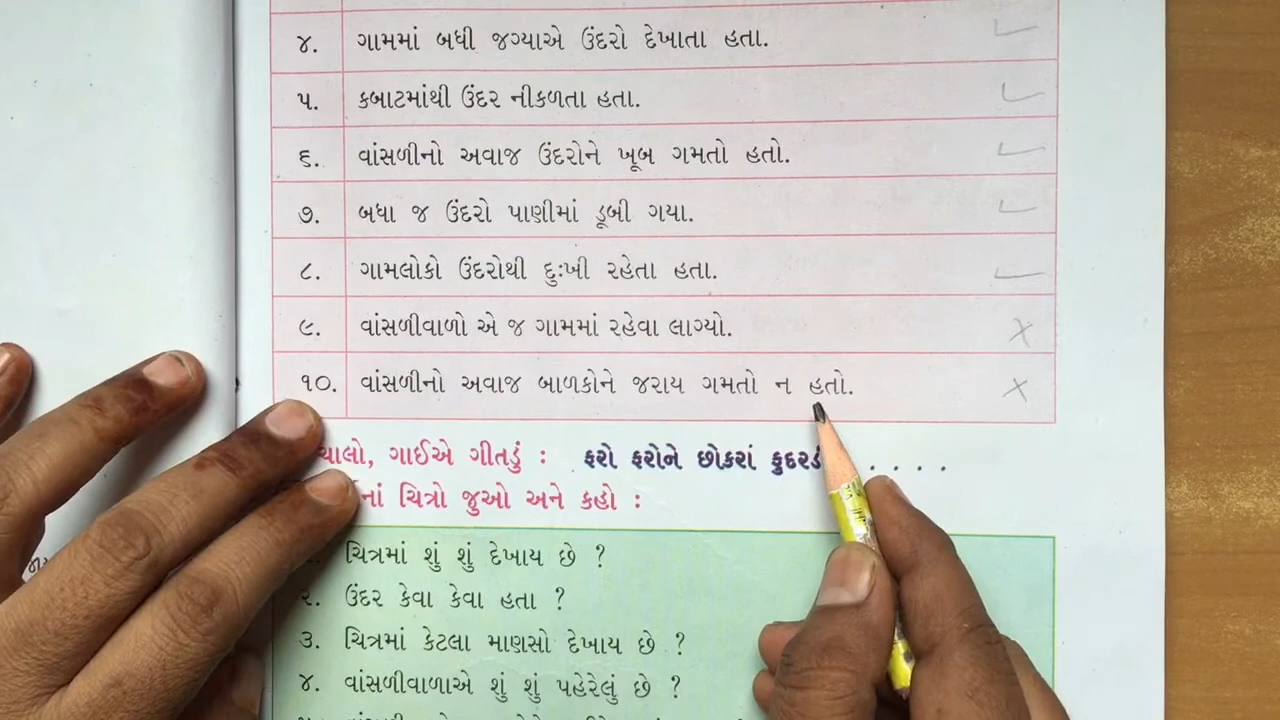 ૪. ગામમાં બધી જગ્યાએ ઉંદરો દેખાતા હતા. ✓
૫. કબાટમાંથી ઉંદર નીકળતા હતા. ✓
૬. વાંસળીનો અવાજ ઉંદરોને ખૂબ ગમતો હતો. ✓
૭. બધા જ ઉંદરો પાણીમાં ડૂબી ગયા. ✓
૮. ગામલોકો ઉંદરોથી દુઃખી રહેતા હતા. ✓
૯. વાંસળીવાળો એ જ ગામમાં રહેવા લાગ્યો. ×
૧૦. વાંસળીનો અવાજ બાળકોને જરાય ગમતો ન હતો. ×
ચાલો, ગાઈએ ગીતડું : ફરો ફરોને છોકરાં ....
ચિત્રો જુઓ અને કહો :
ચિત્રમાં શું શું દેખાય છે ?
૨. ઉંદર કેવા કેવા હતા ?
૩. ચિત્રમાં કેટલા માણસો દેખાય છે ?
૪. વાંસળીવાળાએ શું શું પહેરેલું છે ?